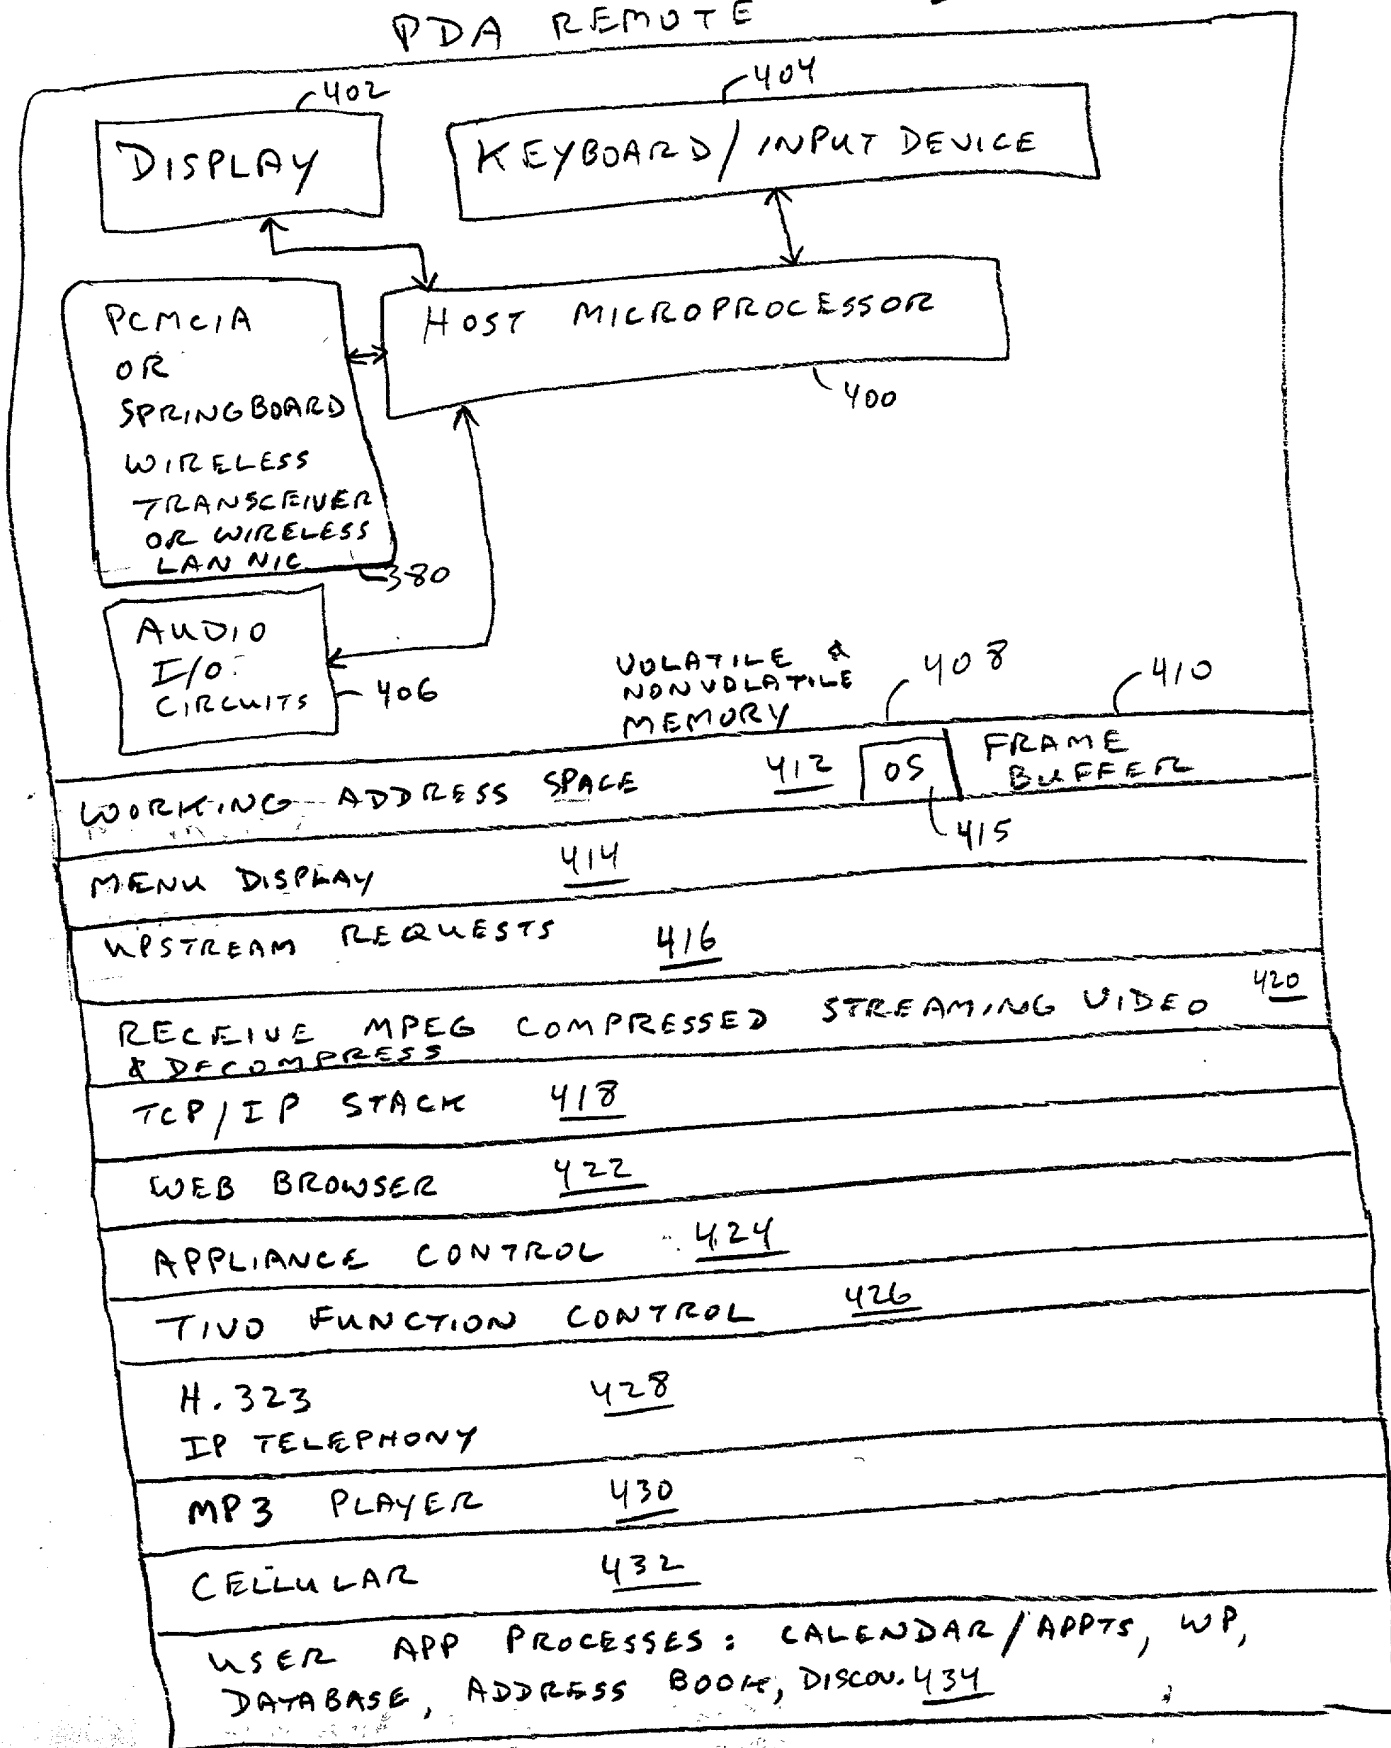 PDA REMOTE
402
404
DISPLAY
KEYBOARD/INPUT DEVICE
PCMCIA
OR
SPRINGBOARD
WIRELESS
TRANSCEIVER
OR WIRELESS
LAN NIC
380
HOST MICROPROCESSOR
400
AUDIO
I/O
CIRCUITS
406
VOLATILE &
NONVOLATILE
MEMORY
408
410
WORKING ADDRESS SPACE 412
OS
FRAME
BUFFER
415
MENU DISPLAY 414
UPSTREAM REQUESTS 416
RECEIVE MPEG COMPRESSED STREAMING VIDEO 420
& DECOMPRESS
TCP/IP STACK 418
WEB BROWSER 422
APPLIANCE CONTROL 424
TIVO FUNCTION CONTROL 426
H.323 428
IP TELEPHONY
MP3 PLAYER 430
CELLULAR 432
USER APP PROCESSES: CALENDAR/APPTS, WP,
DATABASE, ADDRESS BOOK, DISCOV. 434